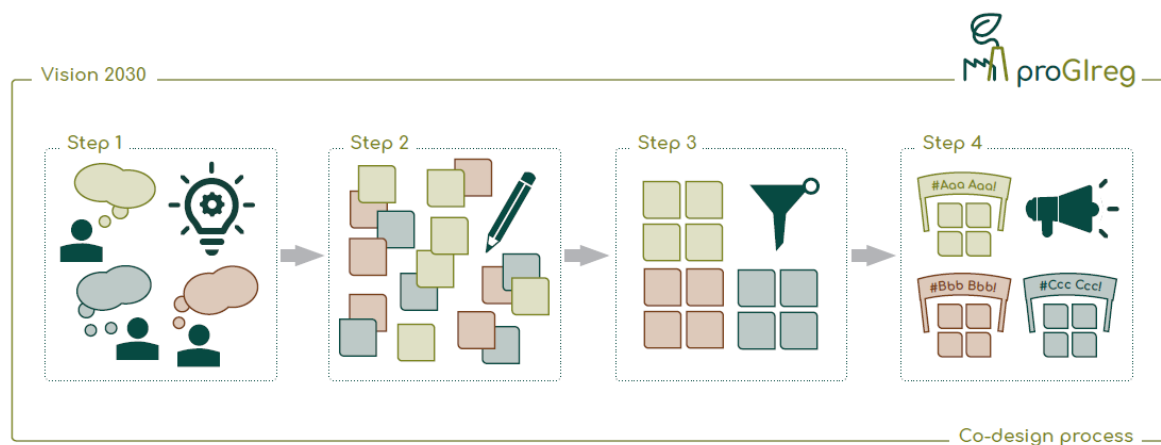 Vision 2030
proGIreg
Step 1
Step 2
Step 3
Step 4
#Aaa Aaa!
#Bbb Bbb!
#Ccc Ccc!
Co-design process